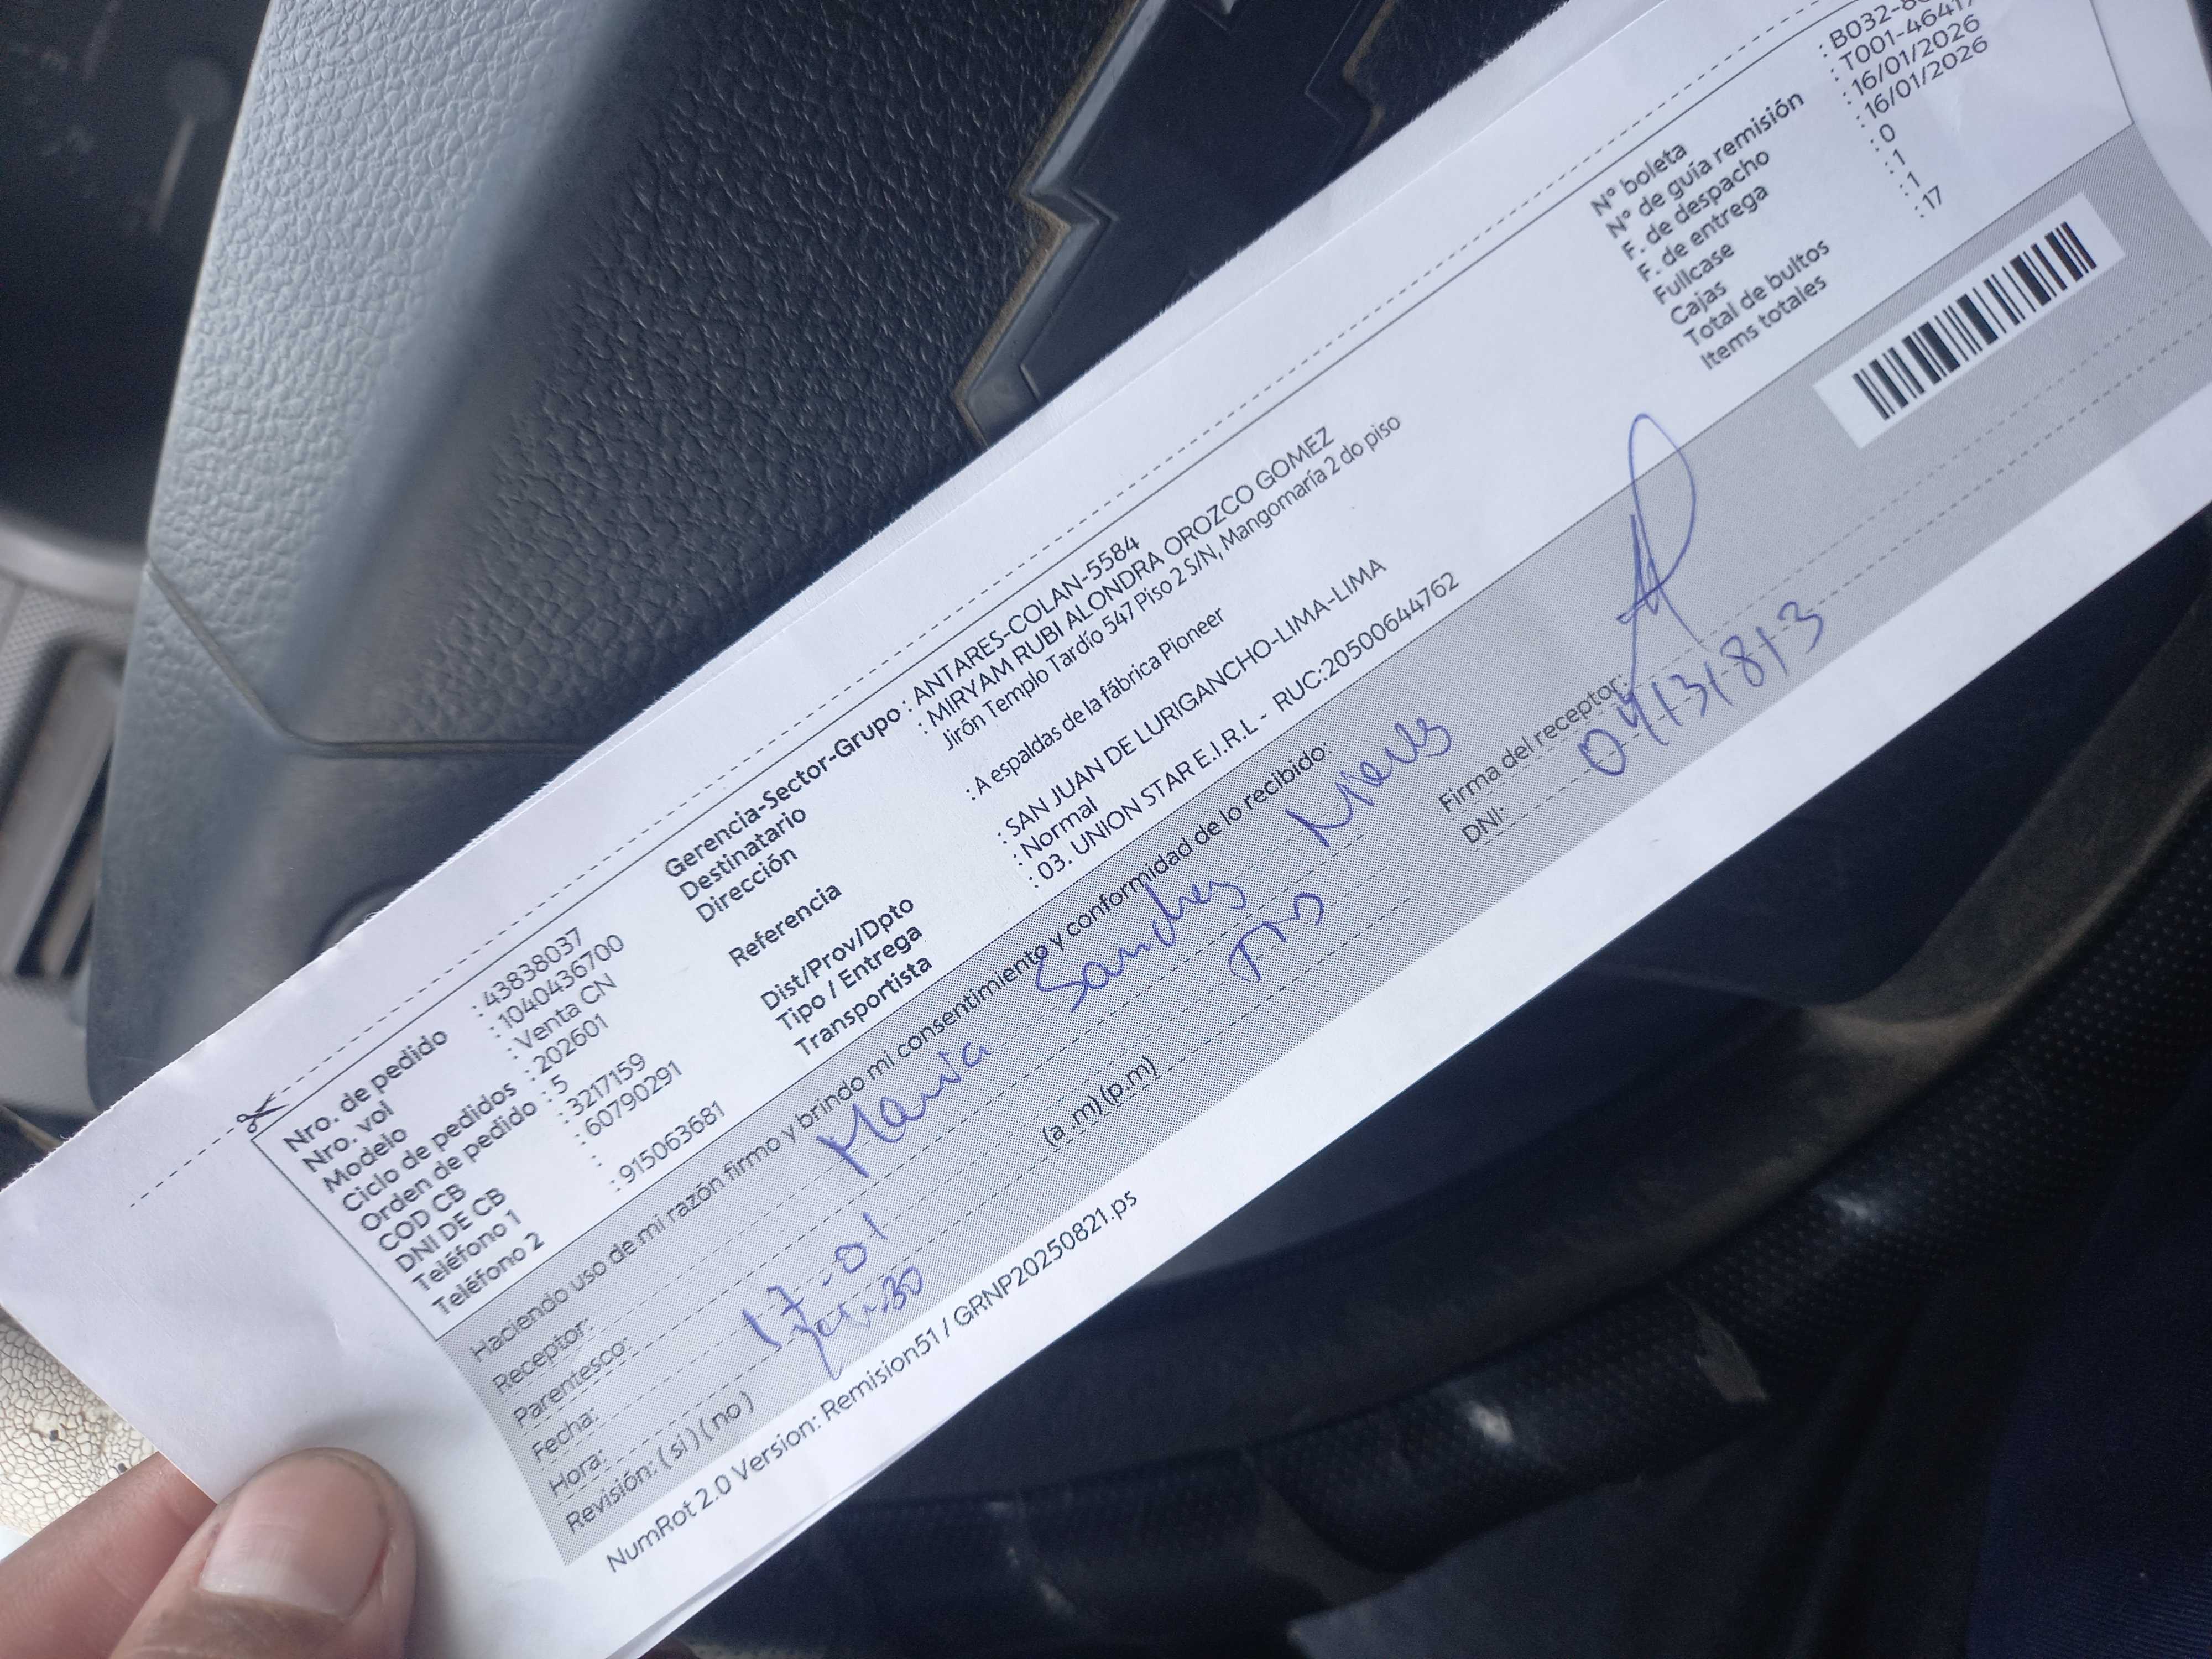 Nro. de pedido : 43838037
Nro. vol : 1040436700
Modelo : Venta CN
Ciclo de pedidos : 202601
Orden de pedido : 5
COD CB : 3217159
DNI DE CB : 60790291
Teléfono 1 :
Teléfono 2 : 915063681
Gerencia-Sector-Grupo : ANTARES-COLAN-5584
Destinatario : MIRYAM RUBI ALONDRA OROZCO GOMEZ
Dirección Jirón Templo Tardío 547 Piso 2 S/N, Mangomaría 2 do piso
Referencia : A espaldas de la fábrica Pioneer
Dist/Prov/Dpto : SAN JUAN DE LURIGANCHO-LIMA-LIMA
Tipo / Entrega : Normal
Transportista : 03. UNION STAR E.I.R.L - RUC:20500644762
N° boleta : B032-
N° de guía remisión : T001-4641
F. de despacho : 16/01/2026
F. de entrega : 16/01/2026
Fullcase : 0
Cajas : 1
Total de bultos : 1
Items totales : 17
Haciendo uso de mi razón firmo y brindo mi consentimiento y conformidad de lo recibido:
Receptor: Maria Sanches
Parentesco:
Fecha: 17-01
Hora: (a .m) (p.m)
Revisión: ( si ) ( no )
Firma del receptor:
DNI:
NumRot 2.0 Version: Remision51 / GRNP20250821.ps